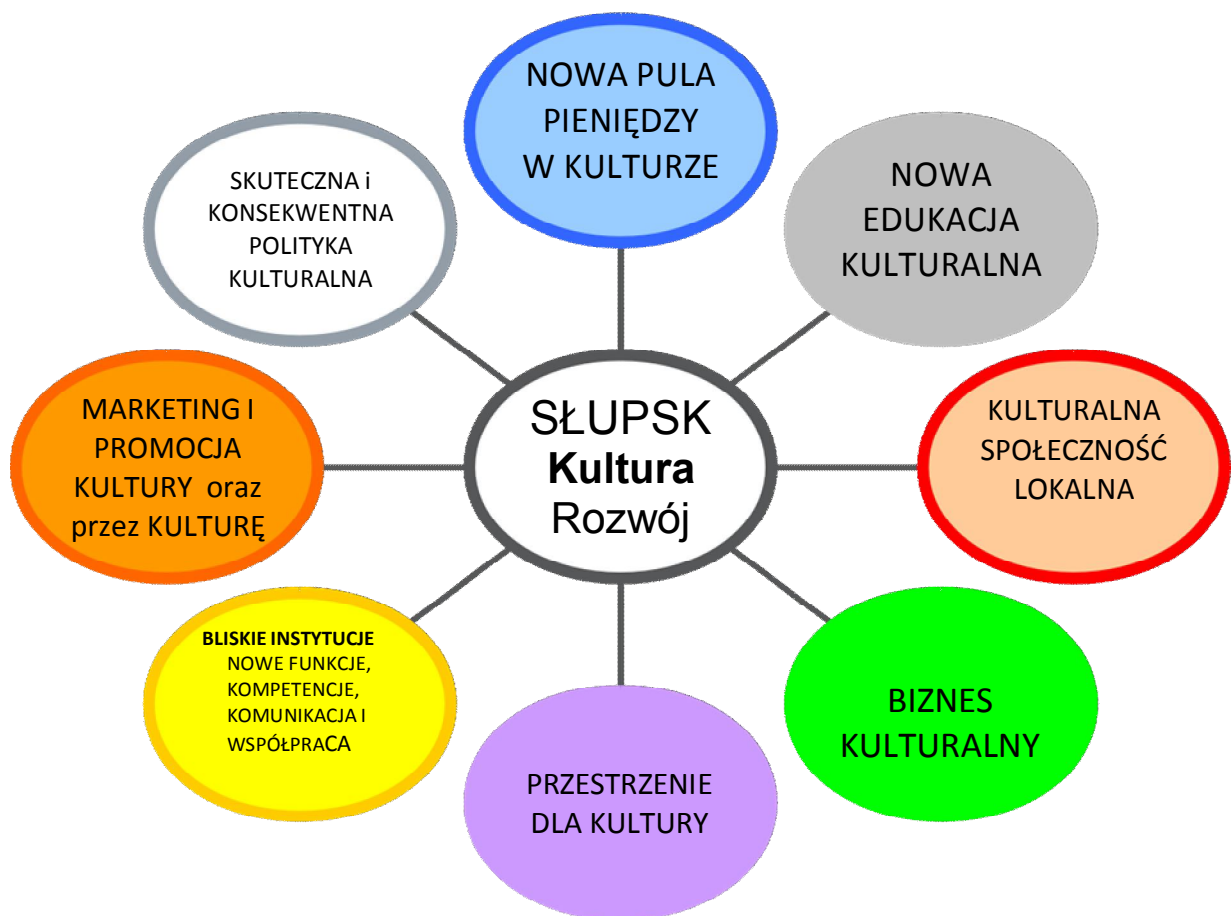 NOWA PULA
PIENIĘDZY
W KULTURZE
NOWA
EDUKACJA
KULTURALNA
KULTURALNA
SPOŁECZNOŚĆ
LOKALNA
BIZNES
KULTURALNY
PRZESTRZENIE
DLA KULTURY
BLISKIE INSTYTUCJE
NOWE FUNKCJE,
KOMPETENCJE,
KOMUNIKACJA I
WSPÓŁPRACA
MARKETING I
PROMOCJA
KULTURY oraz
przez KULTURĘ
SKUTECZNA i
KONSEKWENTNA
POLITYKA
KULTURALNA
SŁUPSK
Kultura
Rozwój